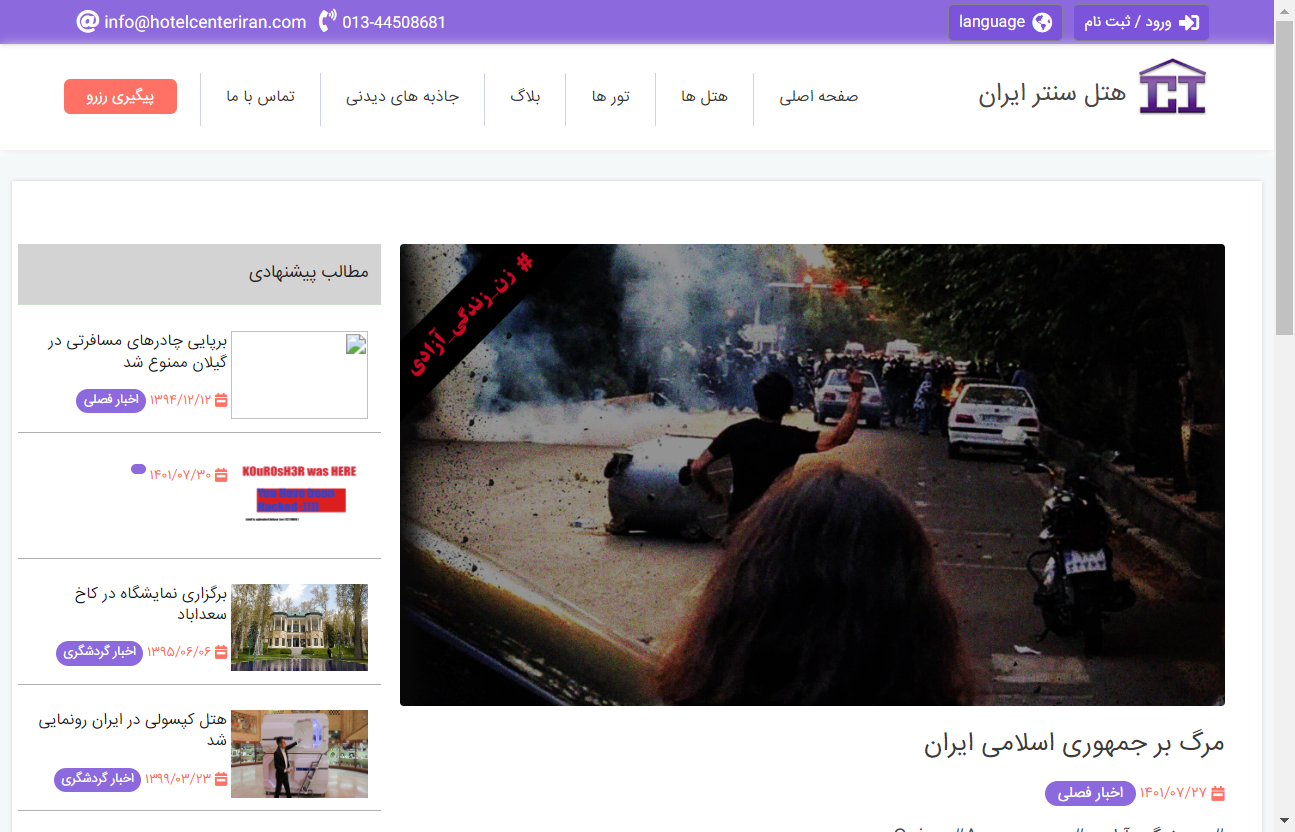 info@hotelcenteriran.com 013-44508681
language
ورود / ثبت نام
هتل سنتر ایران
صفحه اصلی
هتل ها
تور ها
بلاگ
جاذبه های دیدنی
تماس با ما
پیگیری رزرو
# زن_زندگی_آزادی
مرگ بر جمهوری اسلامی ایران
۱۴۰۱/۰۷/۲۷ اخبار فصلی
مطالب پیشنهادی
برپایی چادرهای مسافرتی در
گیلان ممنوع شد
۱۳۹۴/۱۲/۱۲ اخبار فصلی
K0uR0sH3R was HERE
You Have been
Hacked :))))
۱۴۰۱/۰۷/۳۰
برگزاری نمایشگاه در کاخ
سعداباد
۱۳۹۵/۰۶/۰۶ اخبار گردشگری
هتل کپسولی در ایران رونمایی
شد
۱۳۹۹/۰۳/۲۳ اخبار گردشگری